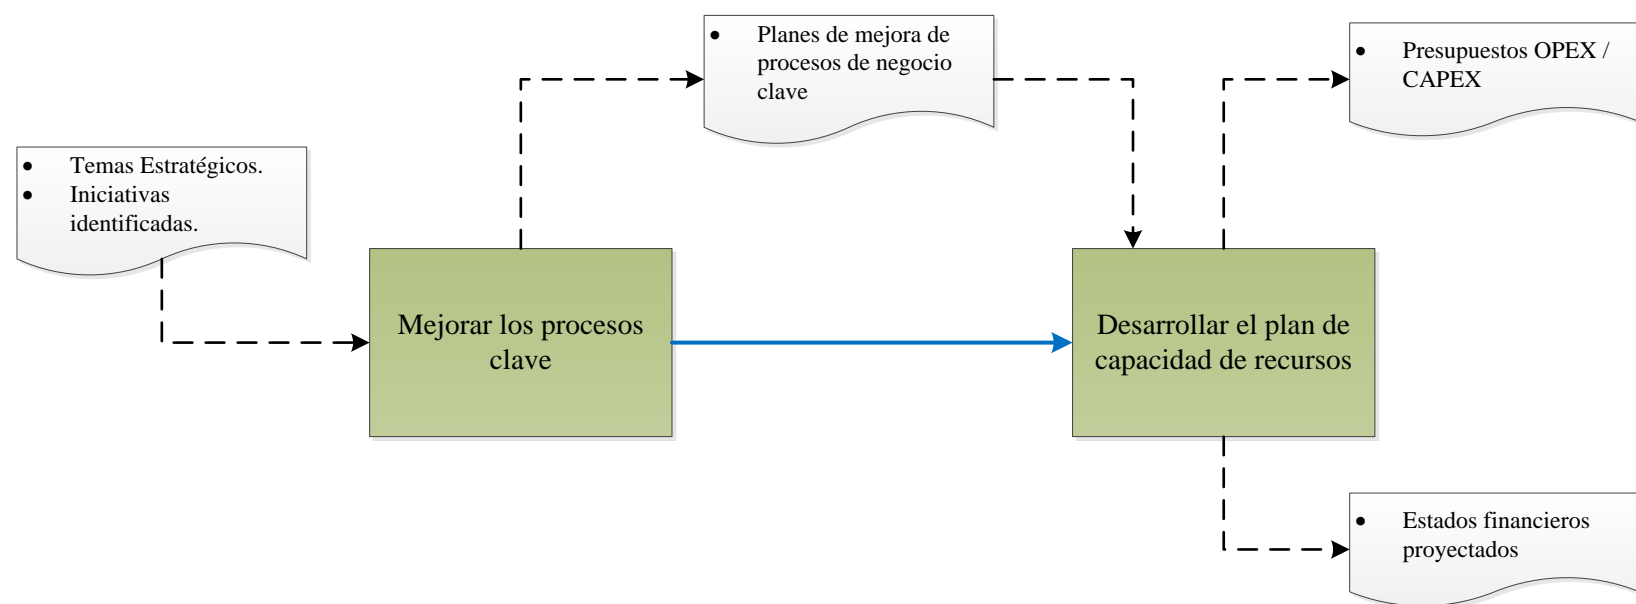 • Planes de mejora de
procesos de negocio
clave
• Presupuestos OPEX /
CAPEX
• Temas Estratégicos.
• Iniciativas
identificadas.
Mejorar los procesos
clave
Desarrollar el plan de
capacidad de recursos
• Estados financieros
proyectados